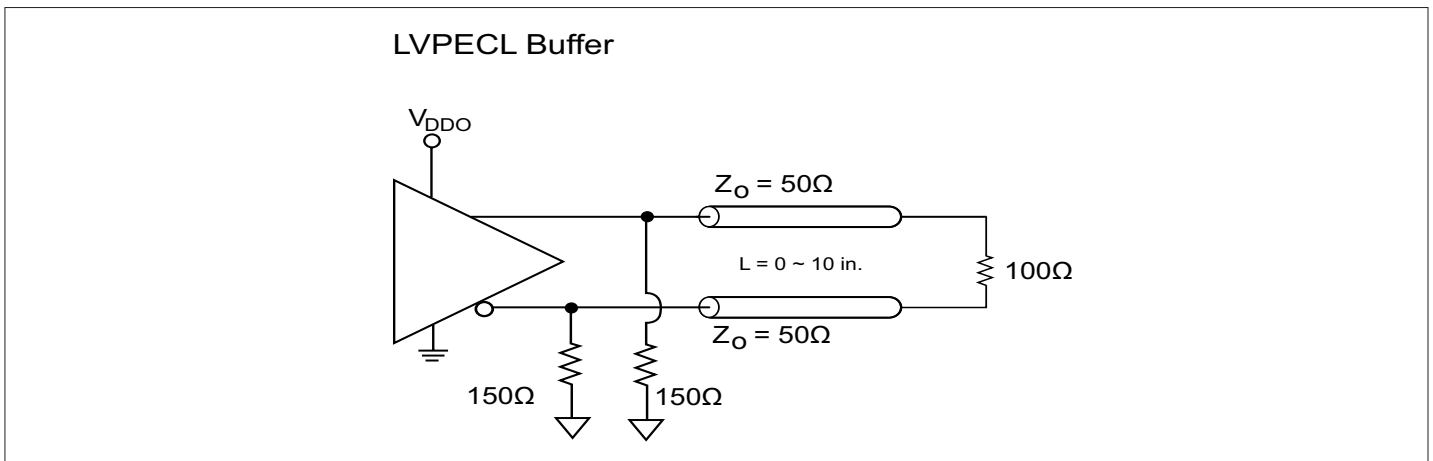 LVPECL Buffer
VDDO
ZO = 50Ω
L = 0 ~ 10 in.
100Ω
ZO = 50Ω
150Ω
150Ω